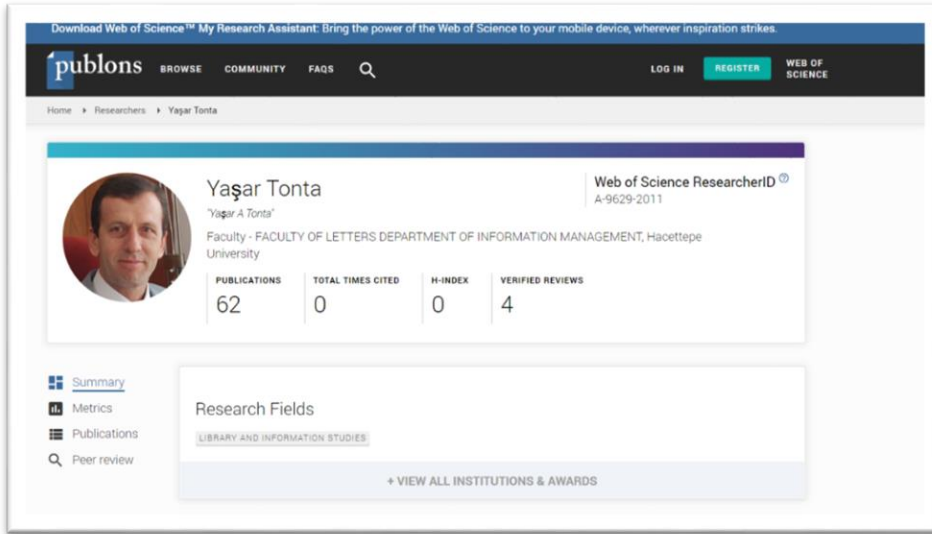 Download Web of Science™ My Research Assistant: Bring the power of the Web of Science to your mobile device, wherever inspiration strikes.
publons BROWSE COMMUNITY FAQS LOG IN REGISTER WEB OF SCIENCE
Home Researchers Yaşar Tonta
Yaşar Tonta
"Yaşar A Tonta"
Faculty - FACULTY OF LETTERS DEPARTMENT OF INFORMATION MANAGEMENT, Hacettepe
University
Web of Science ResearcherID ?
A-9629-2011
PUBLICATIONS TOTAL TIMES CITED H-INDEX VERIFIED REVIEWS
62 0 0 4
Summary
Metrics
Publications
Peer review
Research Fields
LIBRARY AND INFORMATION STUDIES
+ VIEW ALL INSTITUTIONS & AWARDS